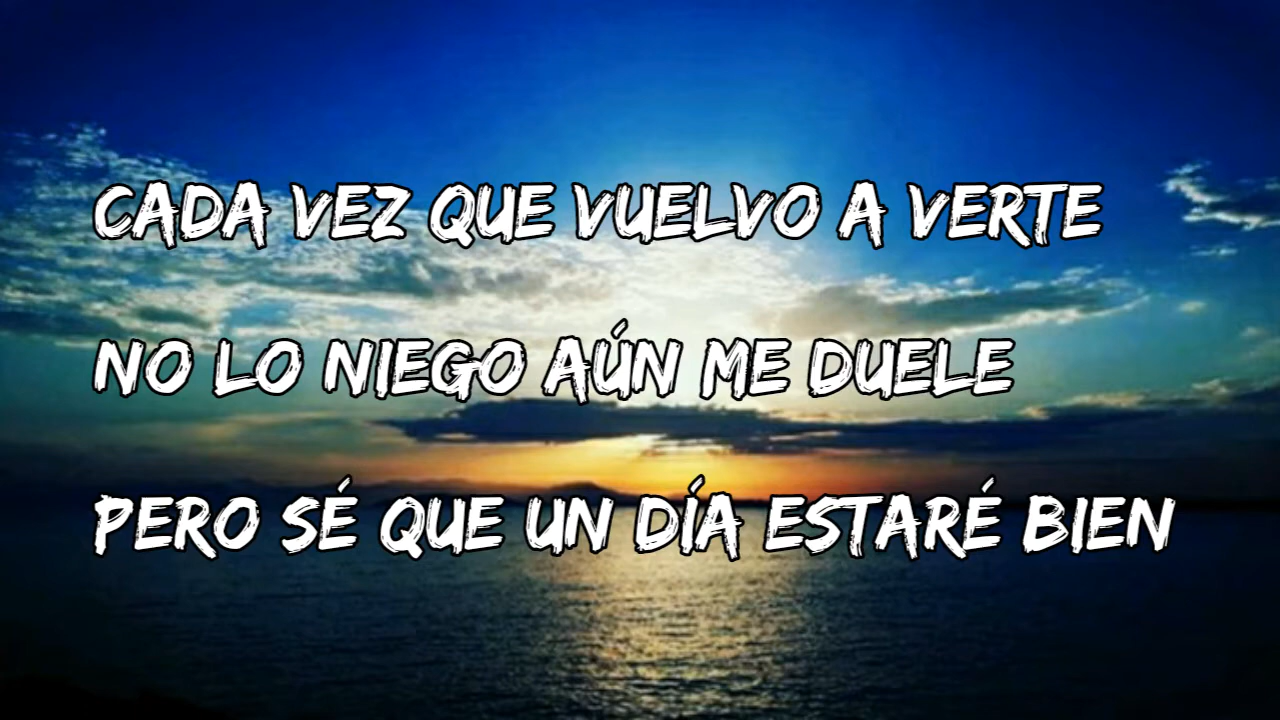 CADA VEZ QUE VUELVO A VERTE
NO LO NIEGO AÚN ME DUELE
PERO SÉ QUE UN DÍA ESTARÉ BIEN